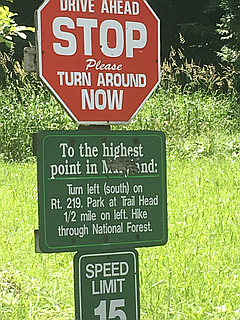 DRIVE AHEAD
STOP
Please
TURN AROUND
NOW
To the highest
point in
Turn left (south) on
Rt. 219. Park at Trail Head
1/2 mile on left. Hike
through National Forest.
SPEED
LIMIT
15